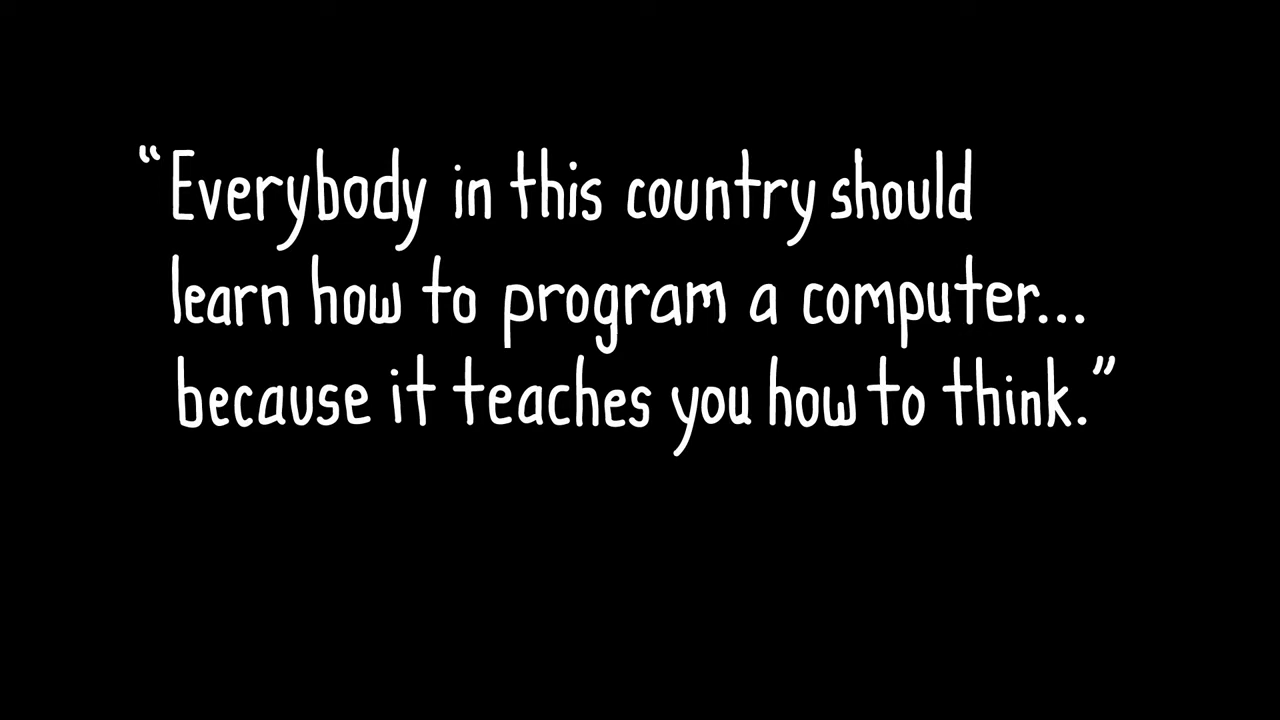 “Everybody in this country should
learn how to program a computer...
because it teaches you how to think.”